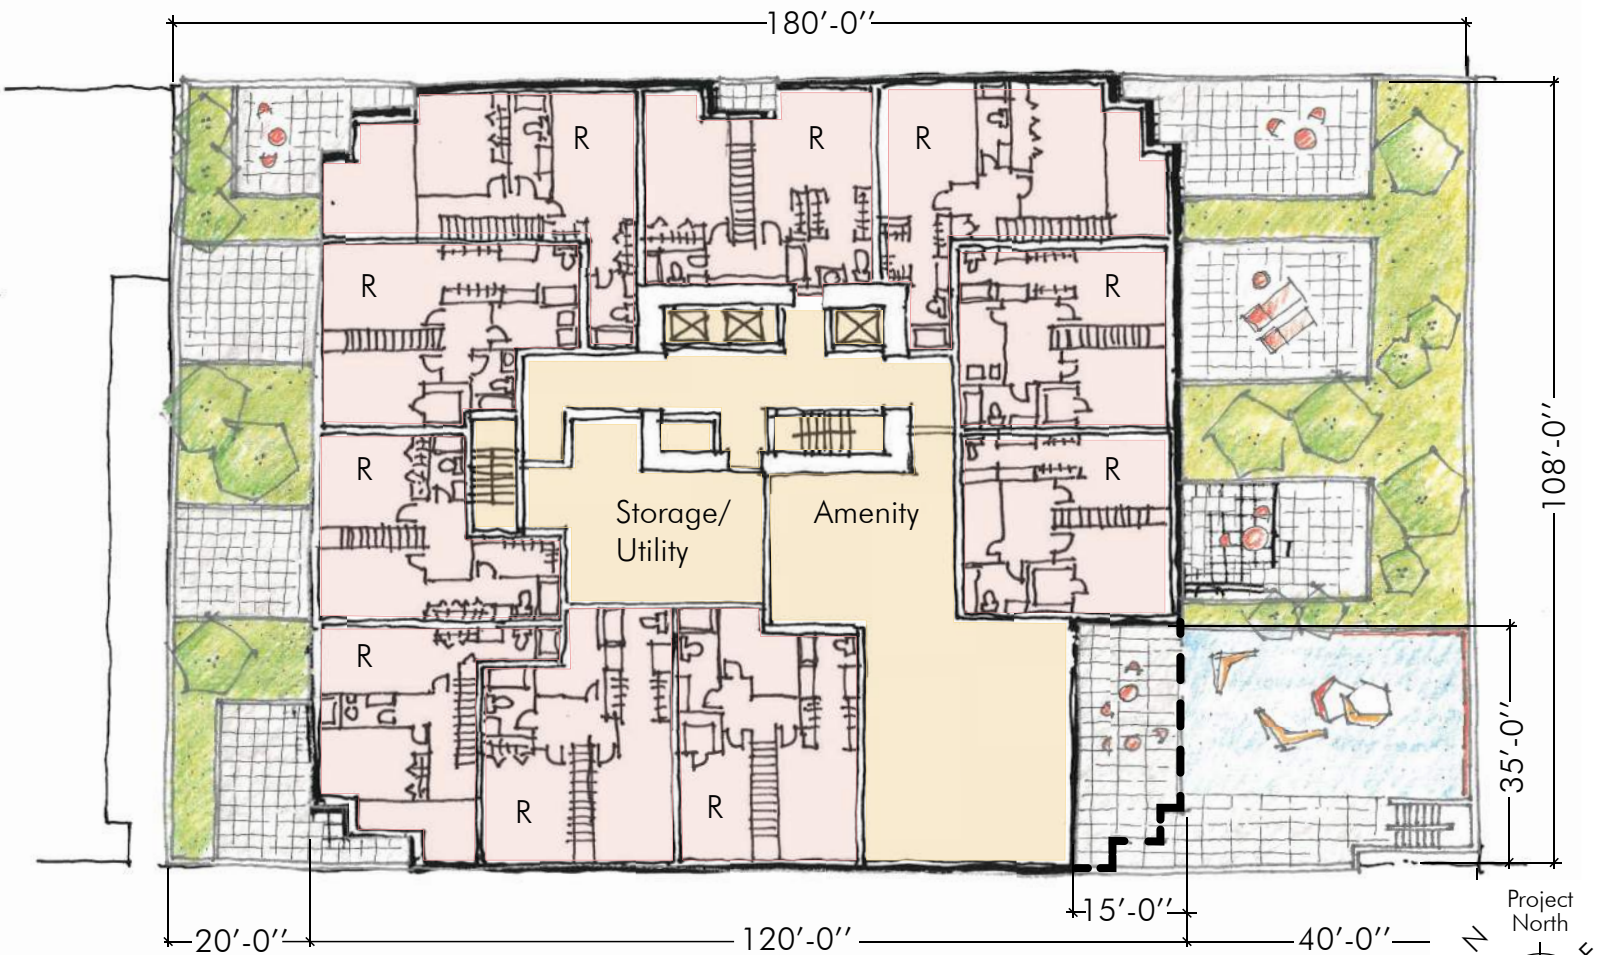 180'-0''
R
R
R
R
R
108'-0''
R
R
Storage/
Utility
Amenity
R
35'-0''
R
R
15'-0''
Project
North
20'-0''
120'-0''
40'-0''
N
E